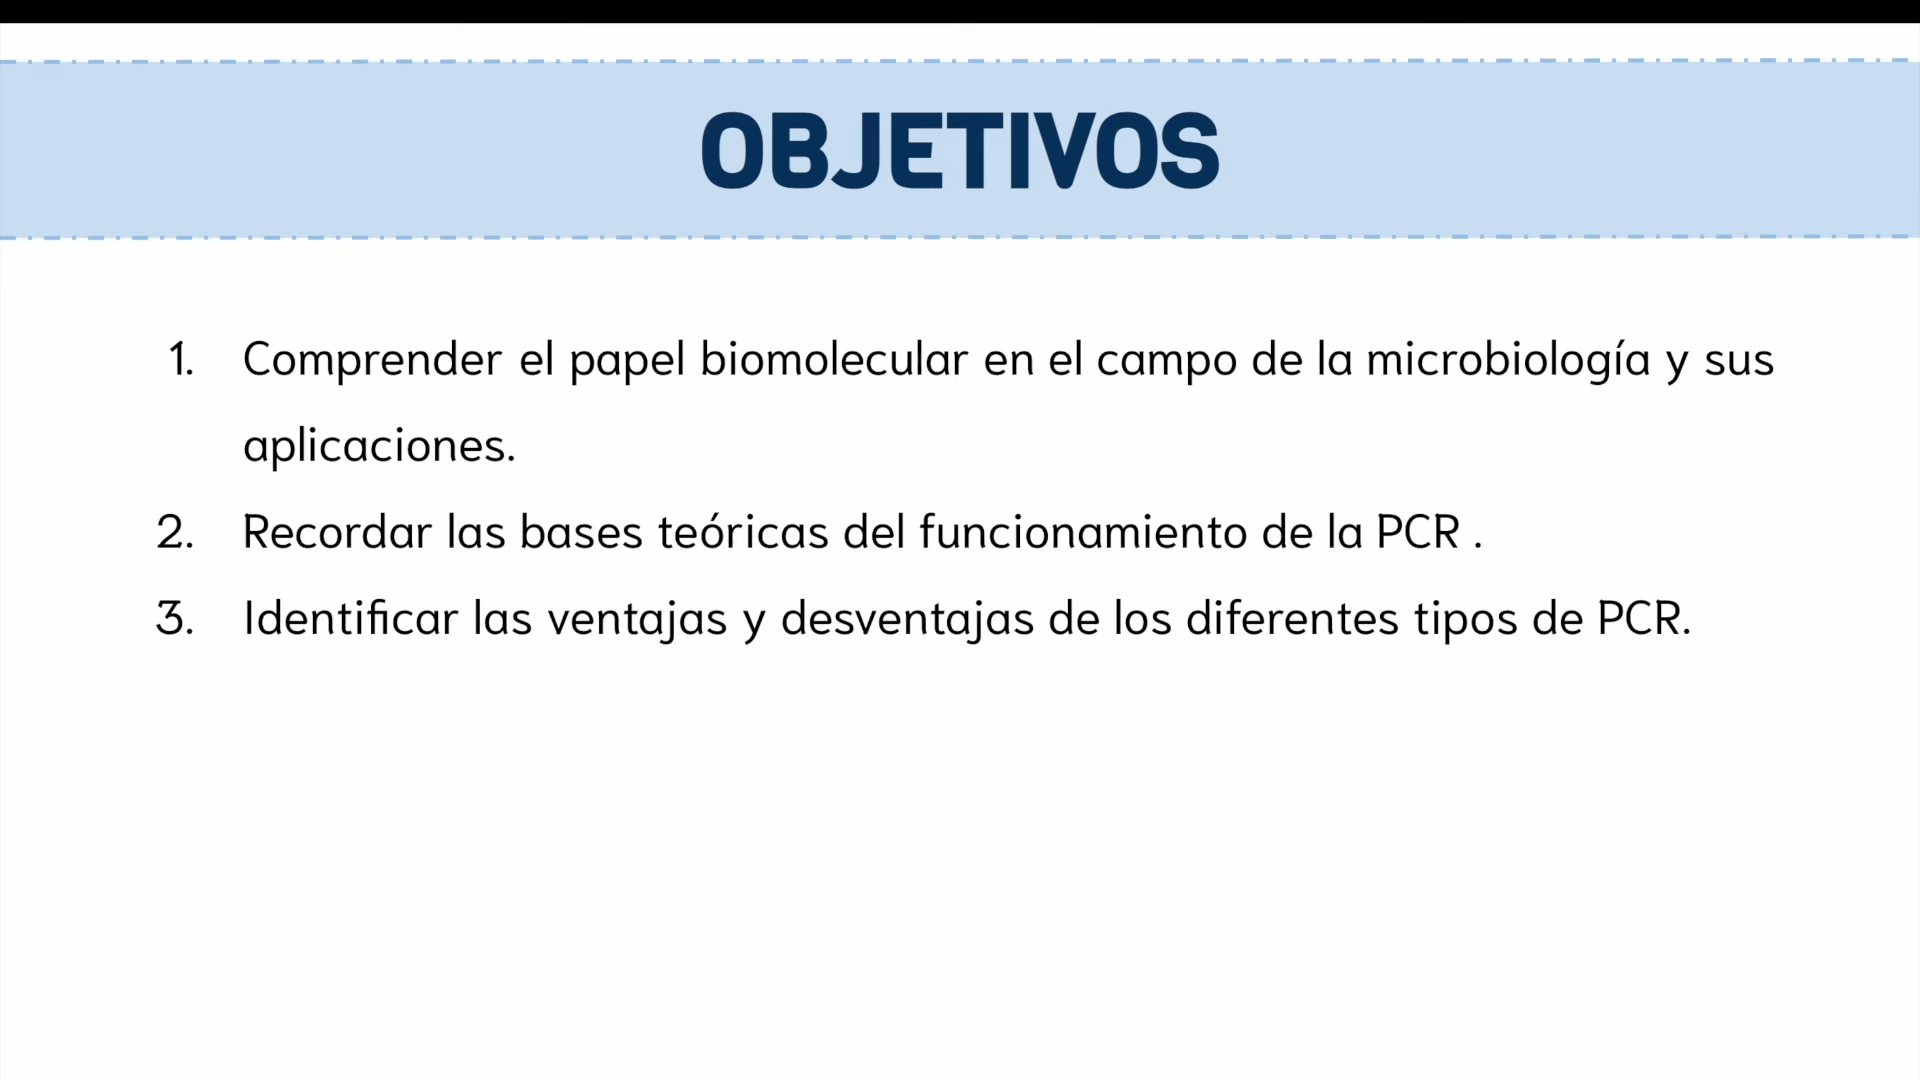 OBJETIVOS
1. Comprender el papel biomolecular en el campo de la microbiología y sus
aplicaciones.
2. Recordar las bases teóricas del funcionamiento de la PCR .
3. Identificar las ventajas y desventajas de los diferentes tipos de PCR.